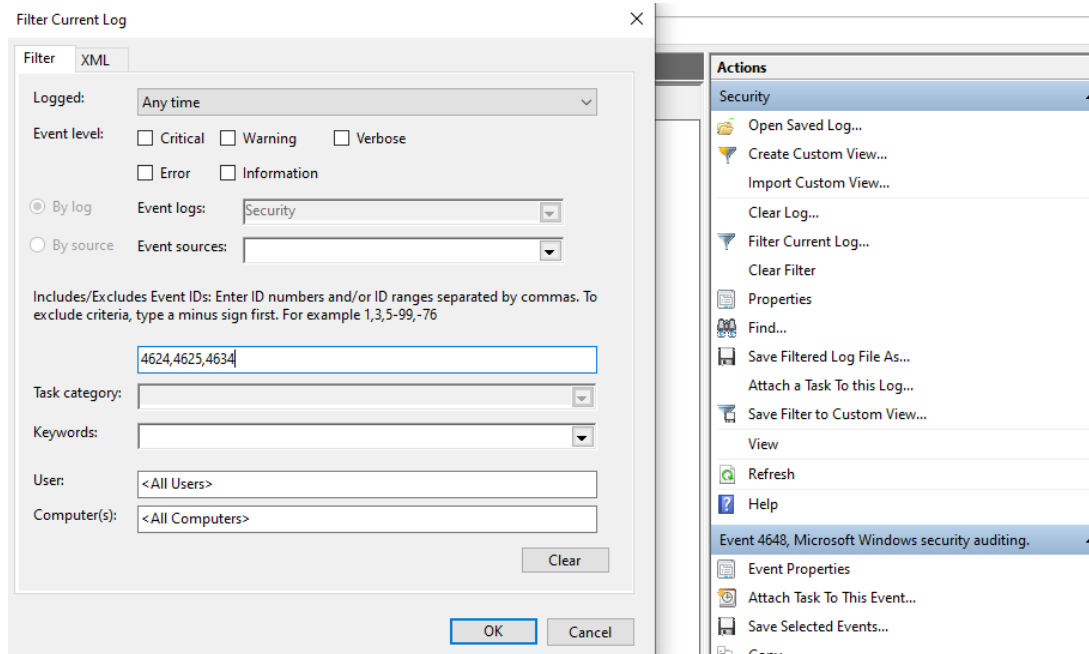 Filter Current Log
Filter
XML
Logged:
Any time
Event level:
Critical
Warning
Verbose
Error
Information
By log
Event logs:
Security
By source
Event sources:
Includes/Excludes Event IDs: Enter ID numbers and/or ID ranges separated by commas. To
exclude criteria, type a minus sign first. For example 1,3,5-99,-76
4624,4625,4634
Task category:
Keywords:
User:
<All Users>
Computer(s):
<All Computers>
Clear
OK
Cancel
Actions
Security
Open Saved Log...
Create Custom View...
Import Custom View...
Clear Log...
Filter Current Log...
Clear Filter
Properties
Find...
Save Filtered Log File As...
Attach a Task To this Log...
Save Filter to Custom View...
View
Refresh
Help
Event 4648, Microsoft Windows security auditing.
Event Properties
Attach Task To This Event...
Save Selected Events...